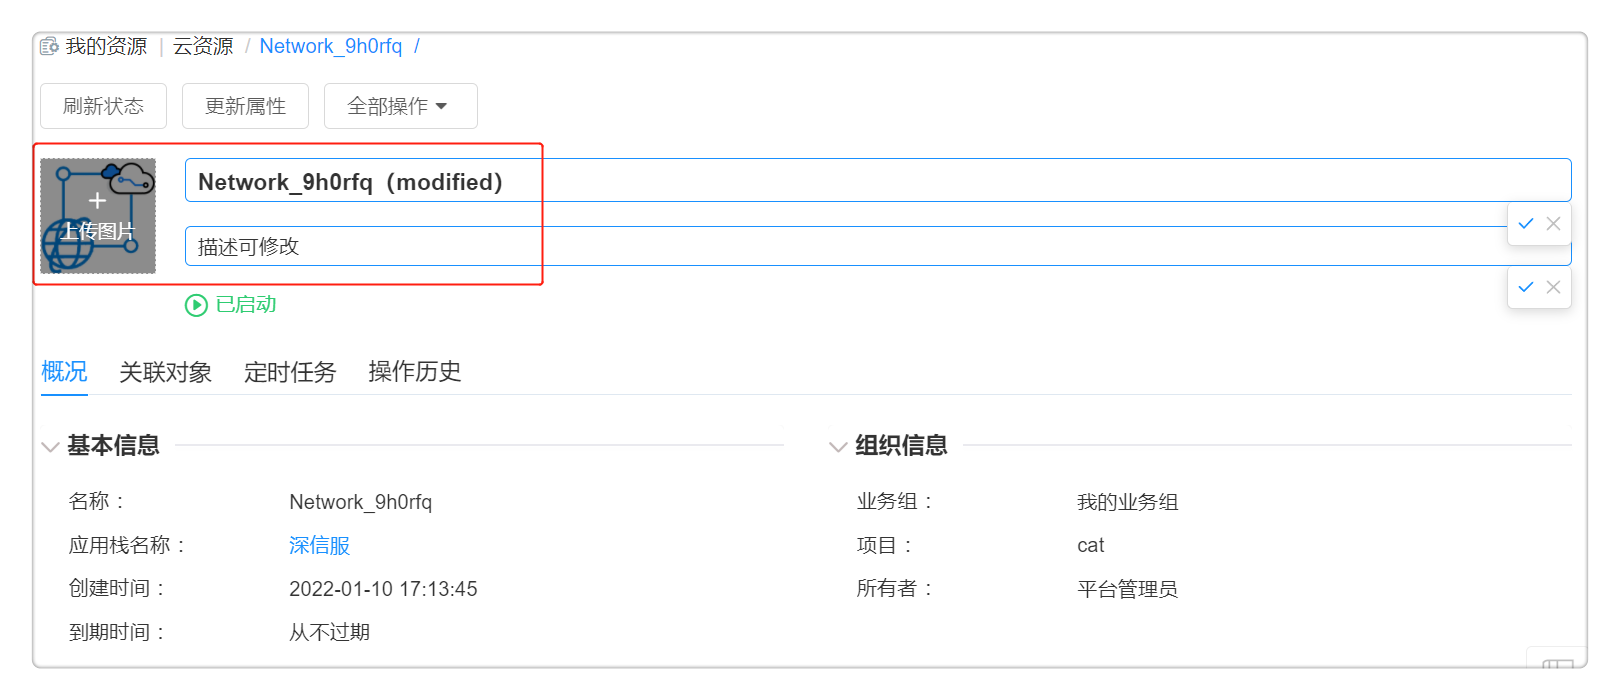 我的资源 | 云资源 / Network_9h0rfq /
刷新状态 更新属性 全部操作
Network_9h0rfq（modified）
+
上传图片
描述可修改
已启动
概况 关联对象 定时任务 操作历史
基本信息
名称： Network_9h0rfq
应用栈名称： 深信服
创建时间： 2022-01-10 17:13:45
到期时间： 从不过期
组织信息
业务组： 我的业务组
项目： cat
所有者： 平台管理员